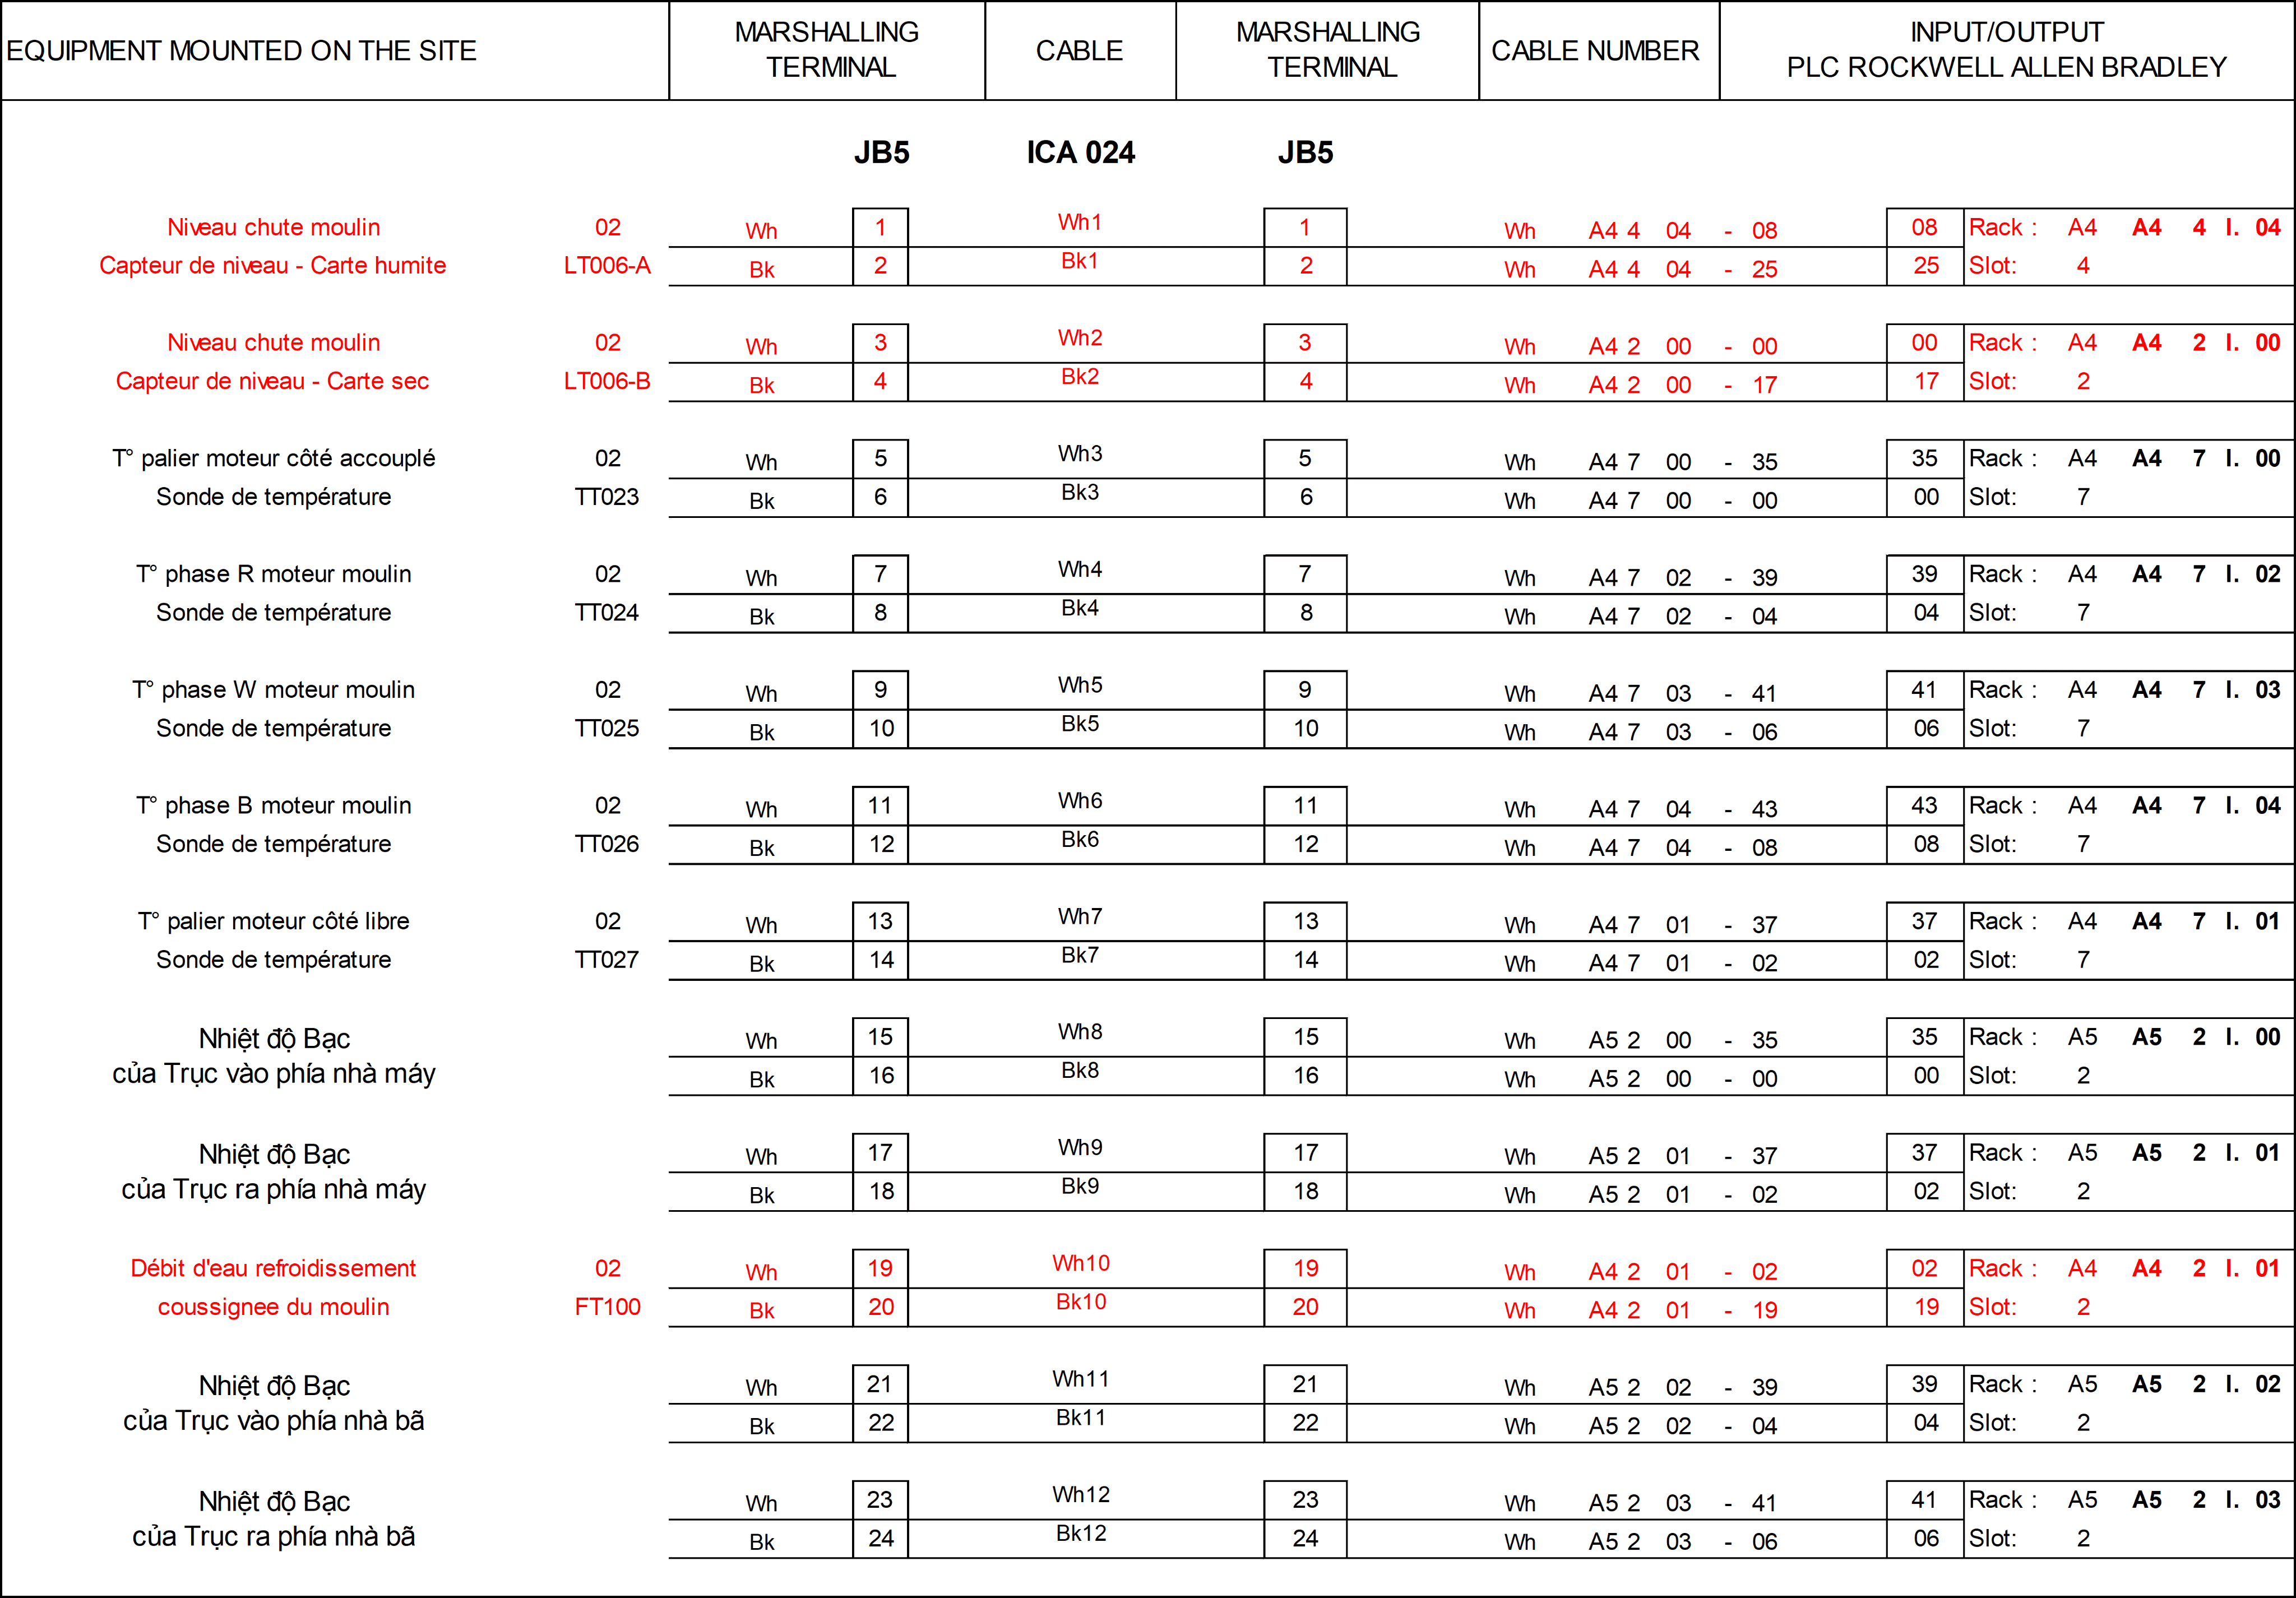 EQUIPMENT MOUNTED ON THE SITE MARSHALLING TERMINAL CABLE MARSHALLING TERMINAL CABLE NUMBER INPUT/OUTPUT PLC ROCKWELL ALLEN BRADLEY
JB5 ICA 024 JB5
Niveau chute moulin 02 Wh 1 Wh1 1 Wh A4 4 04 - 08 08 Rack : A4 A4 4 I. 04
Capteur de niveau - Carte humite LT006-A Bk 2 Bk1 2 Wh A4 4 04 - 25 25 Slot: 4
Niveau chute moulin 02 Wh 3 Wh2 3 Wh A4 2 00 - 00 00 Rack : A4 A4 2 I. 00
Capteur de niveau - Carte sec LT006-B Bk 4 Bk2 4 Wh A4 2 00 - 17 17 Slot: 2
T° palier moteur côté accouplé 02 Wh 5 Wh3 5 Wh A4 7 00 - 35 35 Rack : A4 A4 7 I. 00
Sonde de température TT023 Bk 6 Bk3 6 Wh A4 7 00 - 00 00 Slot: 7
T° phase R moteur moulin 02 Wh 7 Wh4 7 Wh A4 7 02 - 39 39 Rack : A4 A4 7 I. 02
Sonde de température TT024 Bk 8 Bk4 8 Wh A4 7 02 - 04 04 Slot: 7
T° phase W moteur moulin 02 Wh 9 Wh5 9 Wh A4 7 03 - 41 41 Rack : A4 A4 7 I. 03
Sonde de température TT025 Bk 10 Bk5 10 Wh A4 7 03 - 06 06 Slot: 7
T° phase B moteur moulin 02 Wh 11 Wh6 11 Wh A4 7 04 - 43 43 Rack : A4 A4 7 I. 04
Sonde de température TT026 Bk 12 Bk6 12 Wh A4 7 04 - 08 08 Slot: 7
T° palier moteur côté libre 02 Wh 13 Wh7 13 Wh A4 7 01 - 37 37 Rack : A4 A4 7 I. 01
Sonde de température TT027 Bk 14 Bk7 14 Wh A4 7 01 - 02 02 Slot: 7
Nhiệt độ Bạc Wh 15 Wh8 15 Wh A5 2 00 - 35 35 Rack : A5 A5 2 I. 00
của Trục vào phía nhà máy Bk 16 Bk8 16 Wh A5 2 00 - 00 00 Slot: 2
Nhiệt độ Bạc Wh 17 Wh9 17 Wh A5 2 01 - 37 37 Rack : A5 A5 2 I. 01
của Trục ra phía nhà máy Bk 18 Bk9 18 Wh A5 2 01 - 02 02 Slot: 2
Débit d'eau refroidissement 02 Wh 19 Wh10 19 Wh A4 2 01 - 02 02 Rack : A4 A4 2 I. 01
coussignee du moulin FT100 Bk 20 Bk10 20 Wh A4 2 01 - 19 19 Slot: 2
Nhiệt độ Bạc Wh 21 Wh11 21 Wh A5 2 02 - 39 39 Rack : A5 A5 2 I. 02
của Trục vào phía nhà bã Bk 22 Bk11 22 Wh A5 2 02 - 04 04 Slot: 2
Nhiệt độ Bạc Wh 23 Wh12 23 Wh A5 2 03 - 41 41 Rack : A5 A5 2 I. 03
của Trục ra phía nhà bã Bk 24 Bk12 24 Wh A5 2 03 - 06 06 Slot: 2